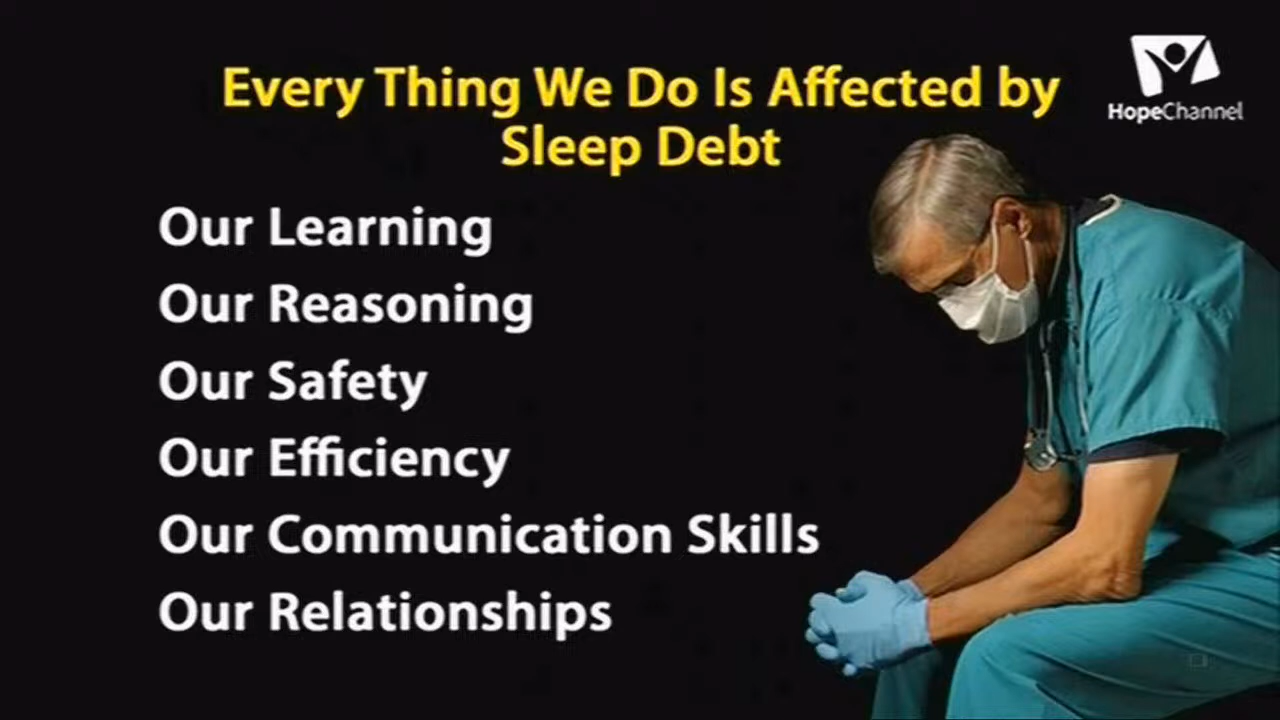 Every Thing We Do Is Affected by
Sleep Debt
HopeChannel
Our Learning
Our Reasoning
Our Safety
Our Efficiency
Our Communication Skills
Our Relationships